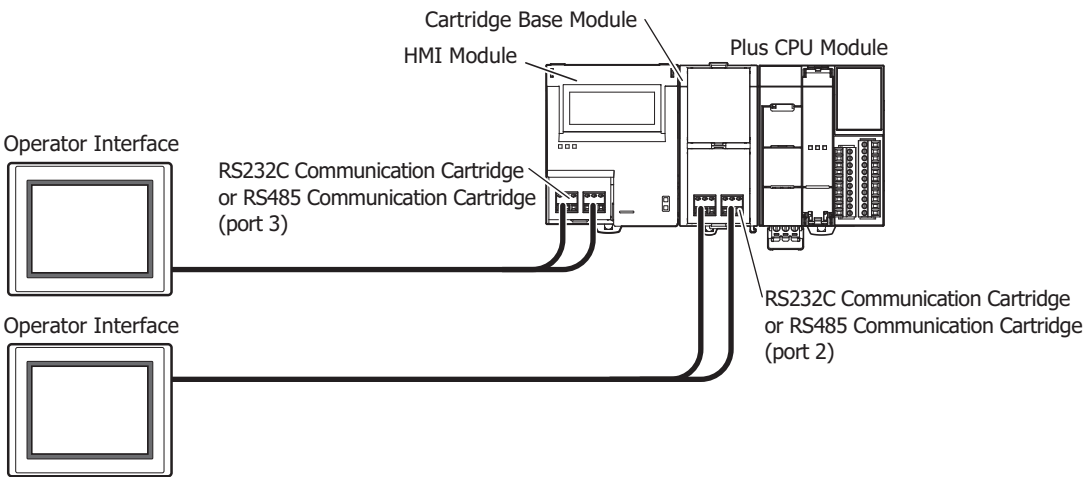 Cartridge Base Module
HMI Module
Plus CPU Module
Operator Interface
RS232C Communication Cartridge
or RS485 Communication Cartridge
(port 3)
RS232C Communication Cartridge
or RS485 Communication Cartridge
(port 2)
Operator Interface